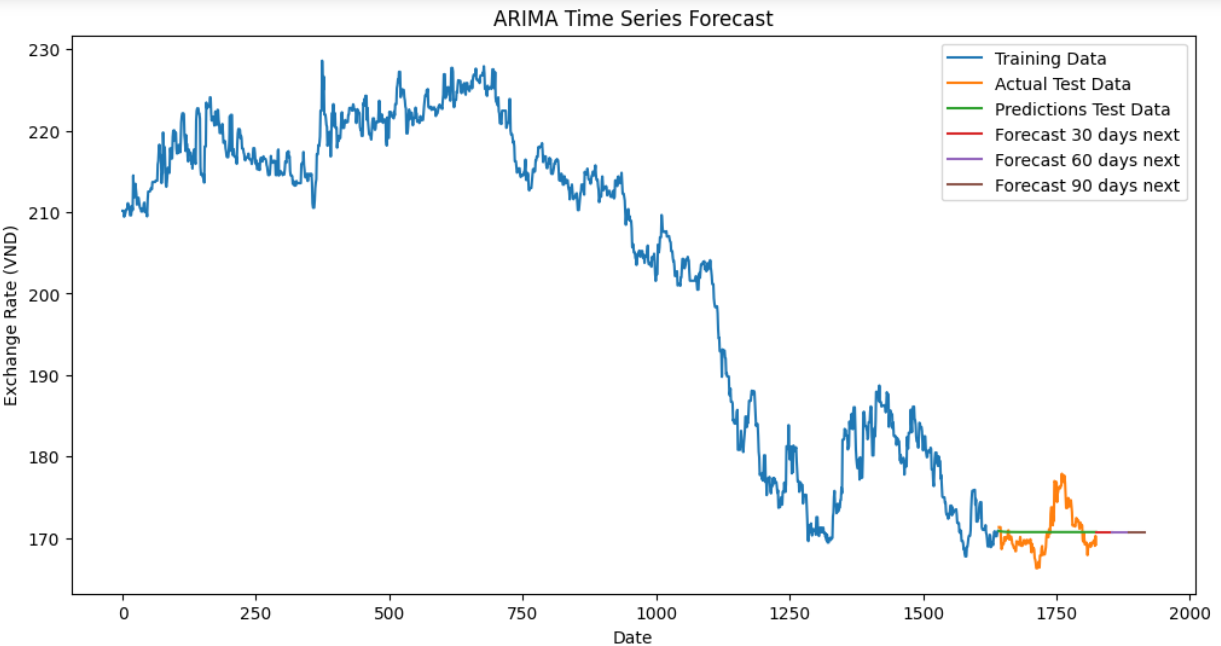 ARIMA Time Series Forecast
Training Data
Actual Test Data
Predictions Test Data
Forecast 30 days next
Forecast 60 days next
Forecast 90 days next
Exchange Rate (VND)
230
220
210
200
190
180
170
0 250 500 750 1000 1250 1500 1750 2000
Date